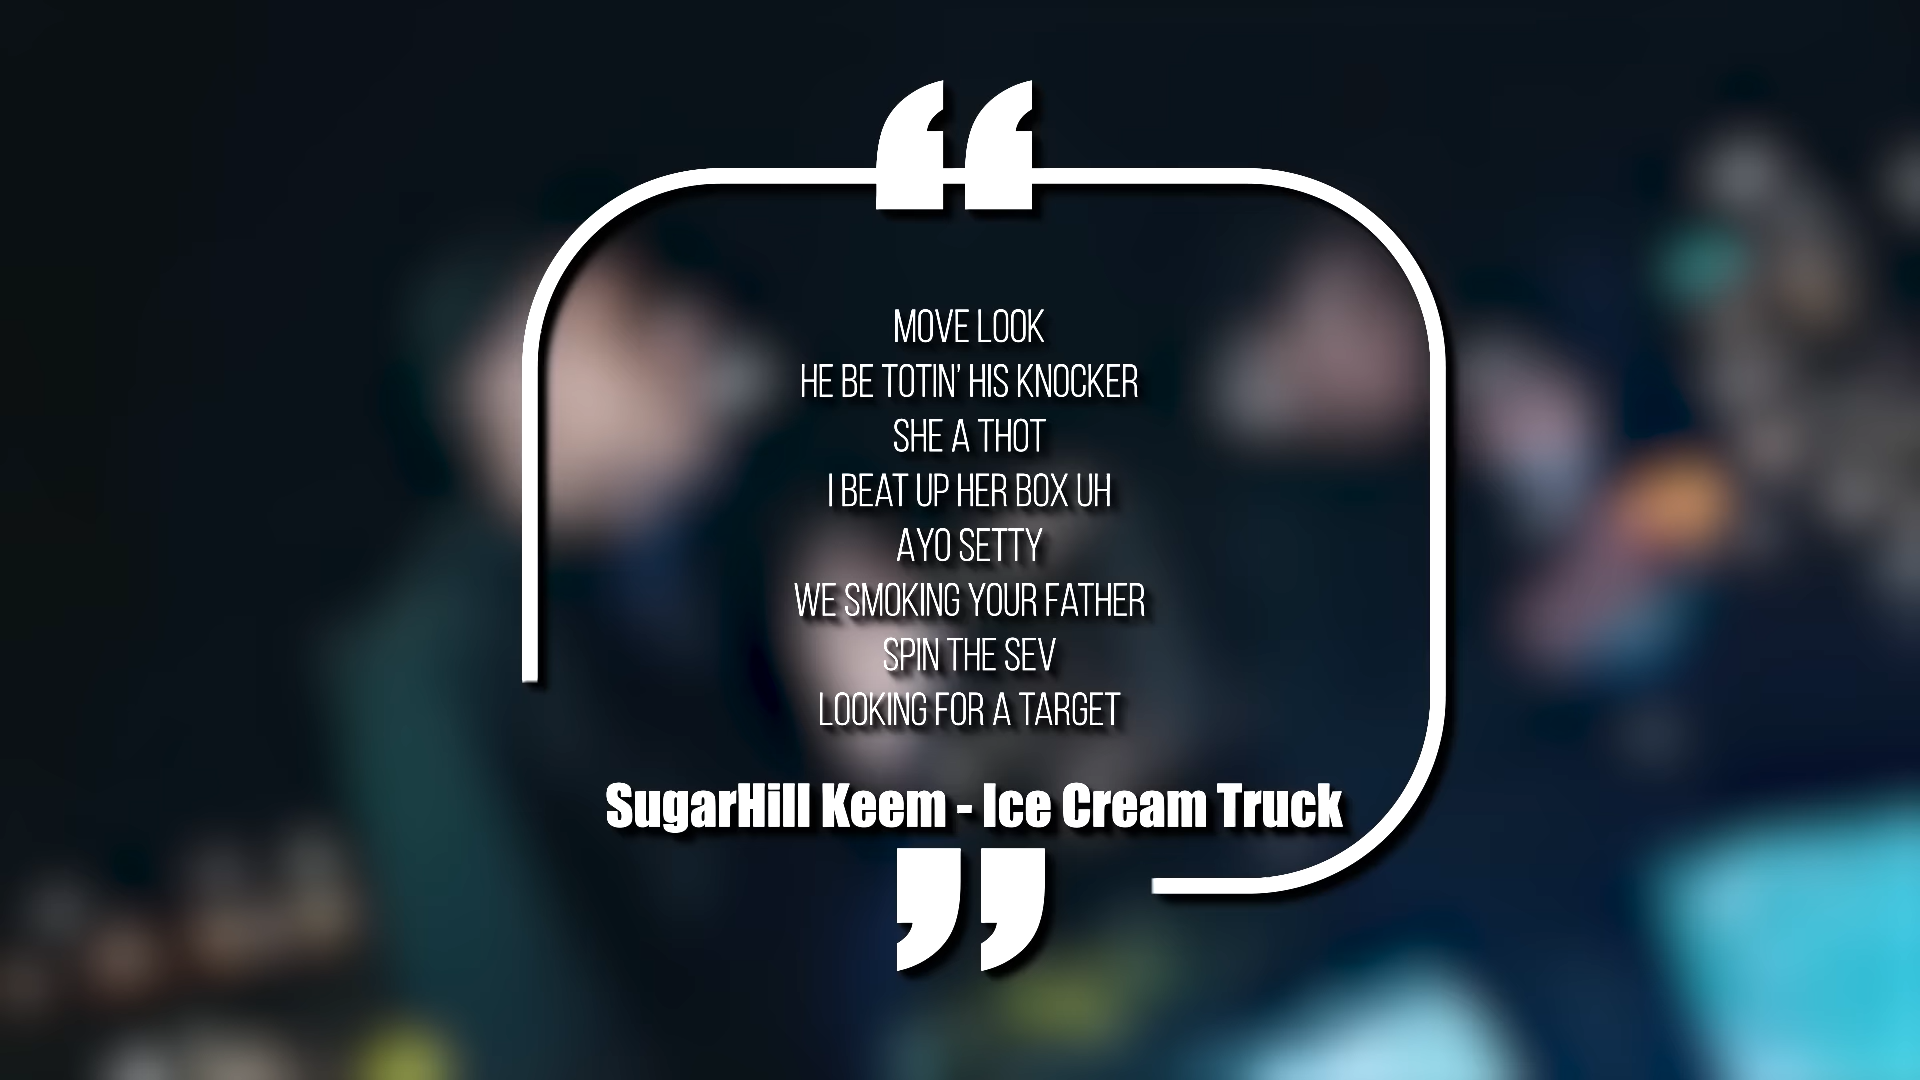 “
MOVE LOOK
HE BE TOTIN’ HIS KNOCKER
SHE A THOT
I BEAT UP HER BOX UH
AYO SETTY
WE SMOKING YOUR FATHER
SPIN THE SEV
LOOKING FOR A TARGET
SugarHill Keem - Ice Cream Truck
”